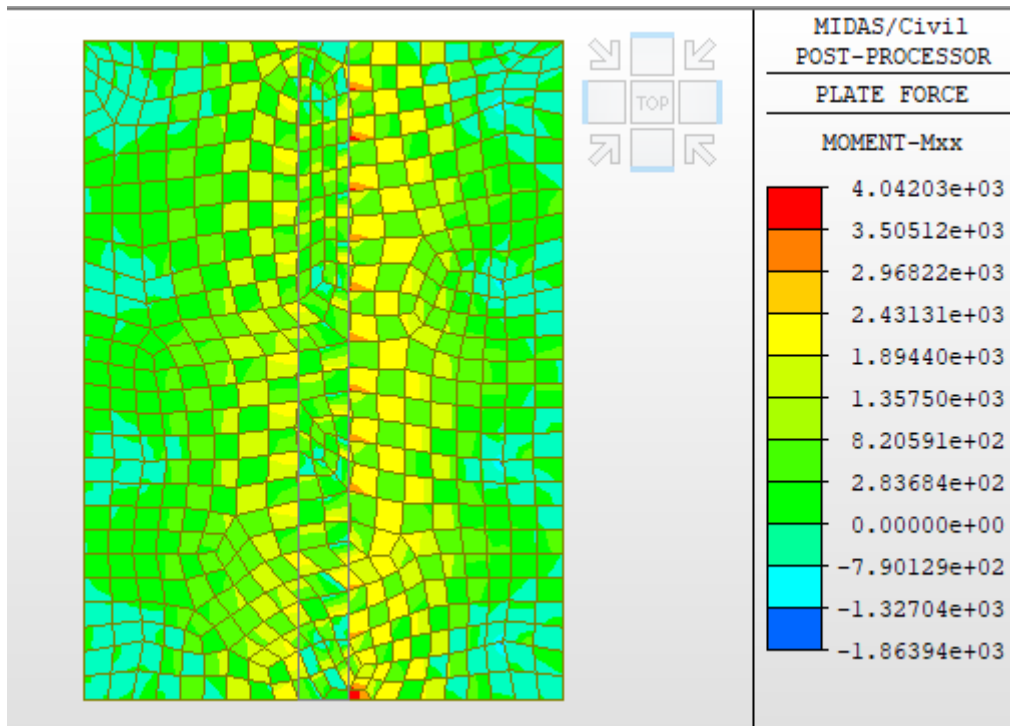 MIDAS/Civil
POST-PROCESSOR
PLATE FORCE
MOMENT-Mxx
4.04203e+03
3.50512e+03
2.96822e+03
2.43131e+03
1.89440e+03
1.35750e+03
8.20591e+02
2.83684e+02
0.00000e+00
-7.90129e+02
-1.32704e+03
-1.86394e+03
TOP